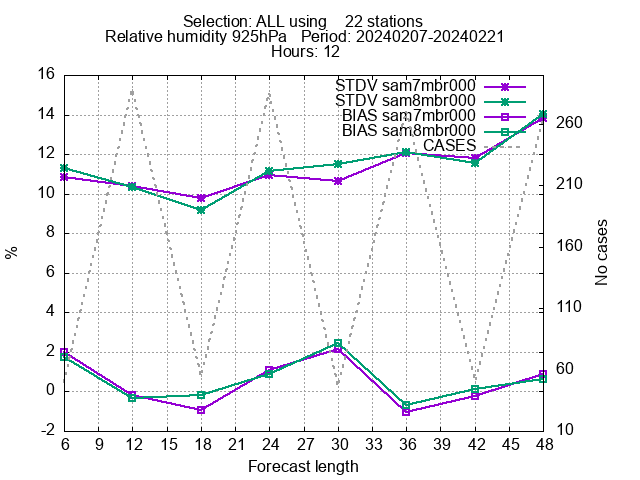 Selection: ALL using    22 stations
Relative humidity 925hPa   Period: 20240207-20240221
Hours: 12
STDV sam7mbr000
STDV sam8mbr000
BIAS sam7mbr000
BIAS sam8mbr000
CASES
16
14
12
10
8
6
4
2
0
-2
%
260
210
160
110
60
10
No cases
6 9 12 15 18 21 24 27 30 33 36 39 42 45 48
Forecast length